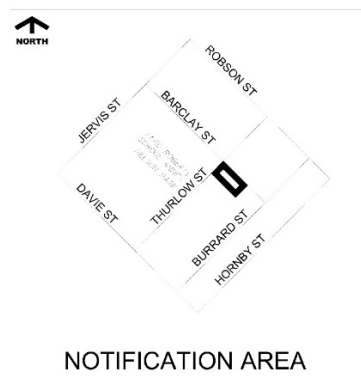 NORTH
ROBSON ST
BARCLAY ST
JERVIS ST
THURLOW ST
DAVIE ST
BURRARD ST
HORNBY ST
NOTIFICATION AREA